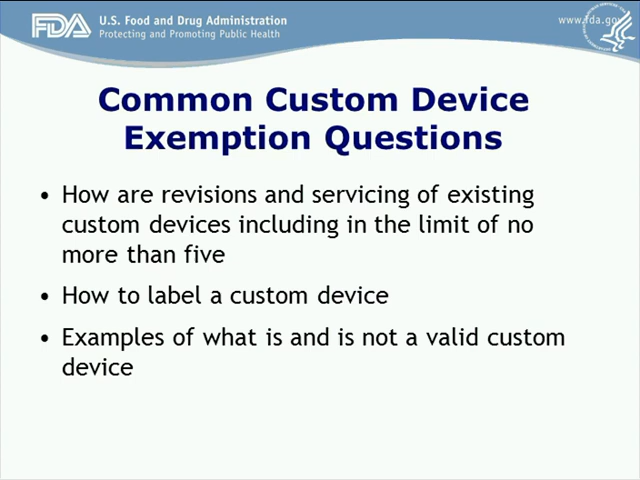 FDA U.S. Food and Drug Administration
Protecting and Promoting Public Health
www.fda.gov
Common Custom Device
Exemption Questions
• How are revisions and servicing of existing
custom devices including in the limit of no
more than five
• How to label a custom device
• Examples of what is and is not a valid custom
device